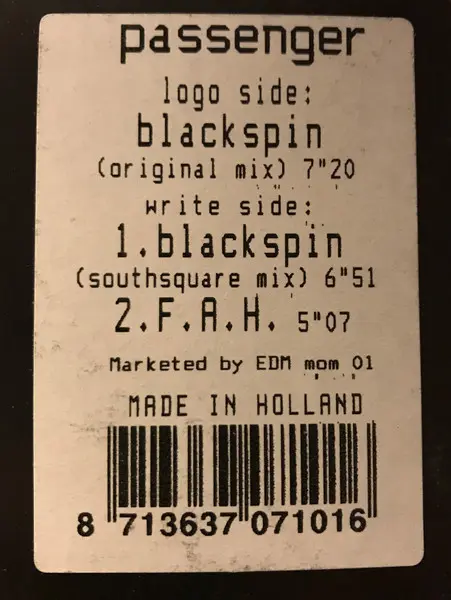 passenger
logo side:
blackspin
(original mix) 7"20
write side:
1.blackspin
(southsquare mix) 6"51
2.F.A.H. 5"07
Marketed by EDM mom 01
MADE IN HOLLAND
8 713637 071016